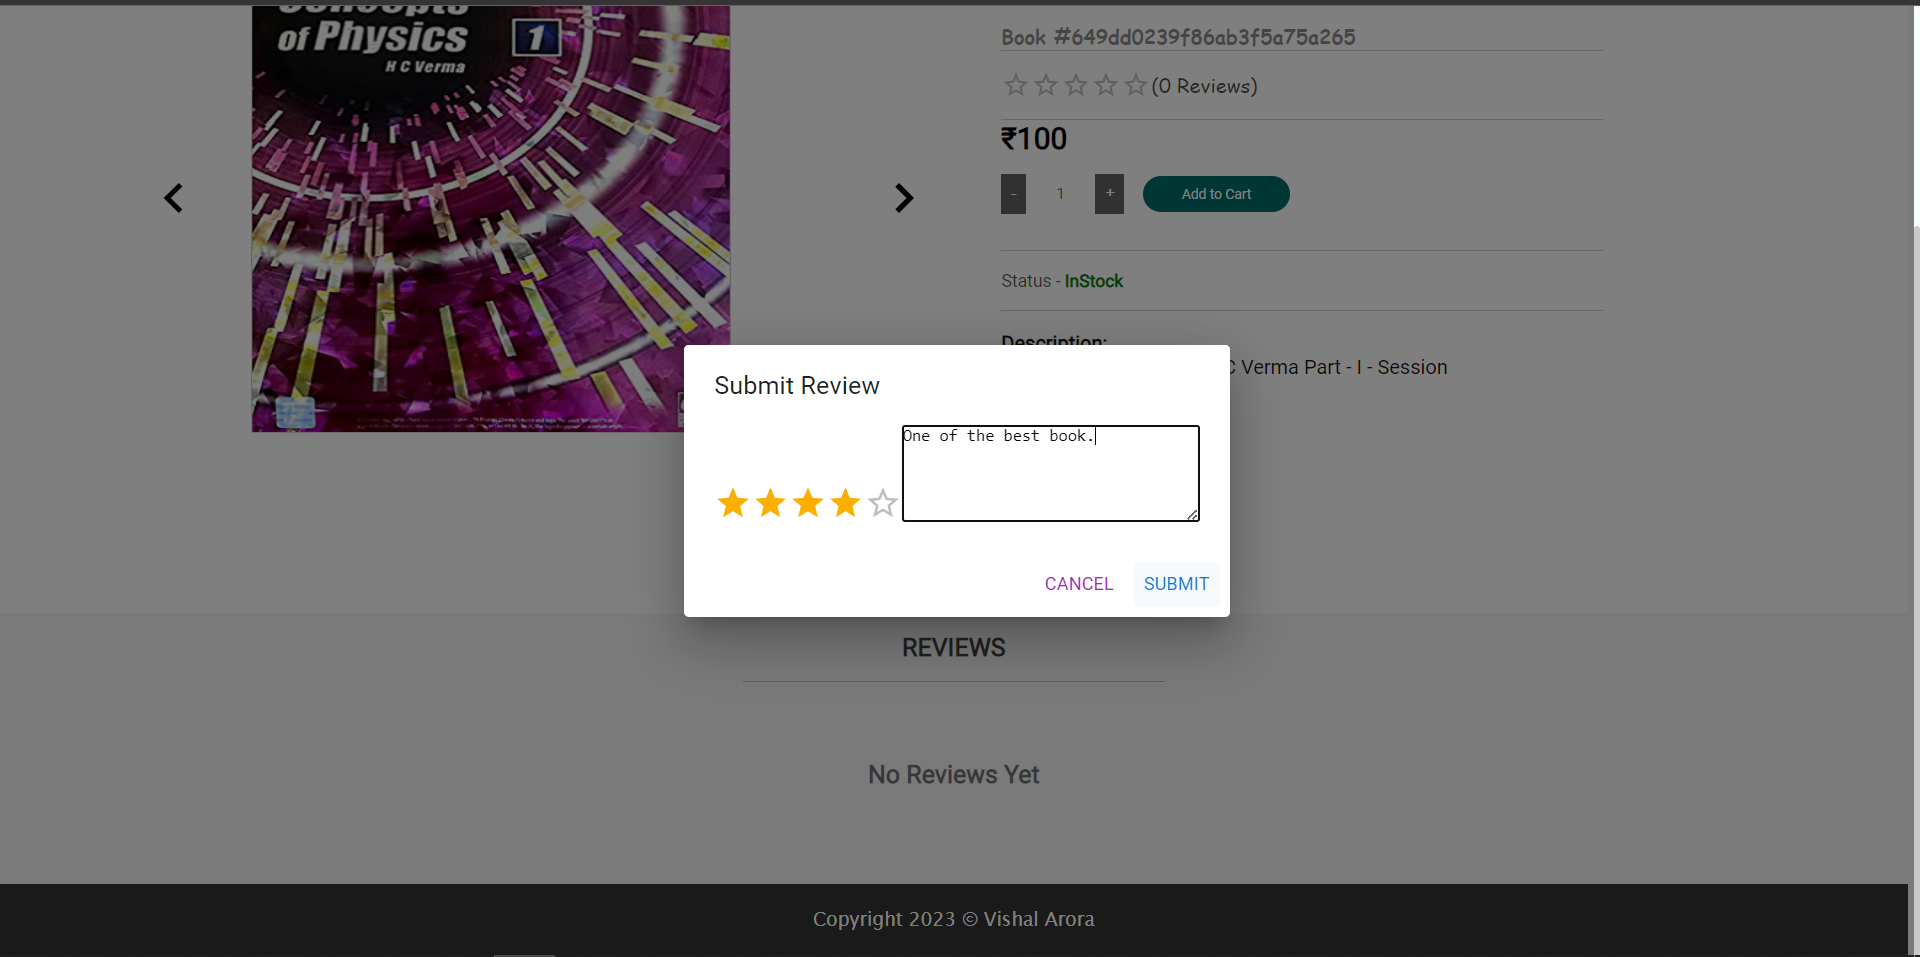 Concepts
of Physics
1
H C Verma
Book #649dd0239f86ab3f5a75a265
(0 Reviews)
₹100
- 1 + Add to Cart
Status - InStock
Description:
C Verma Part - I - Session
Submit Review
One of the best book.
CANCEL SUBMIT
REVIEWS
No Reviews Yet
Copyright 2023 © Vishal Arora